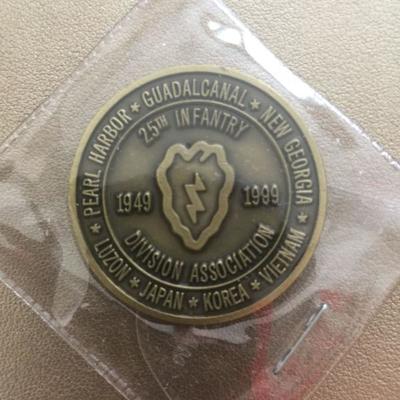 PEARL HARBOR * GUADALCANAL * NEW GEORGIA *
25TH INFANTRY
1949 1999
DIVISION ASSOCIATION
* LUZON * JAPAN * KOREA * VIETNAM